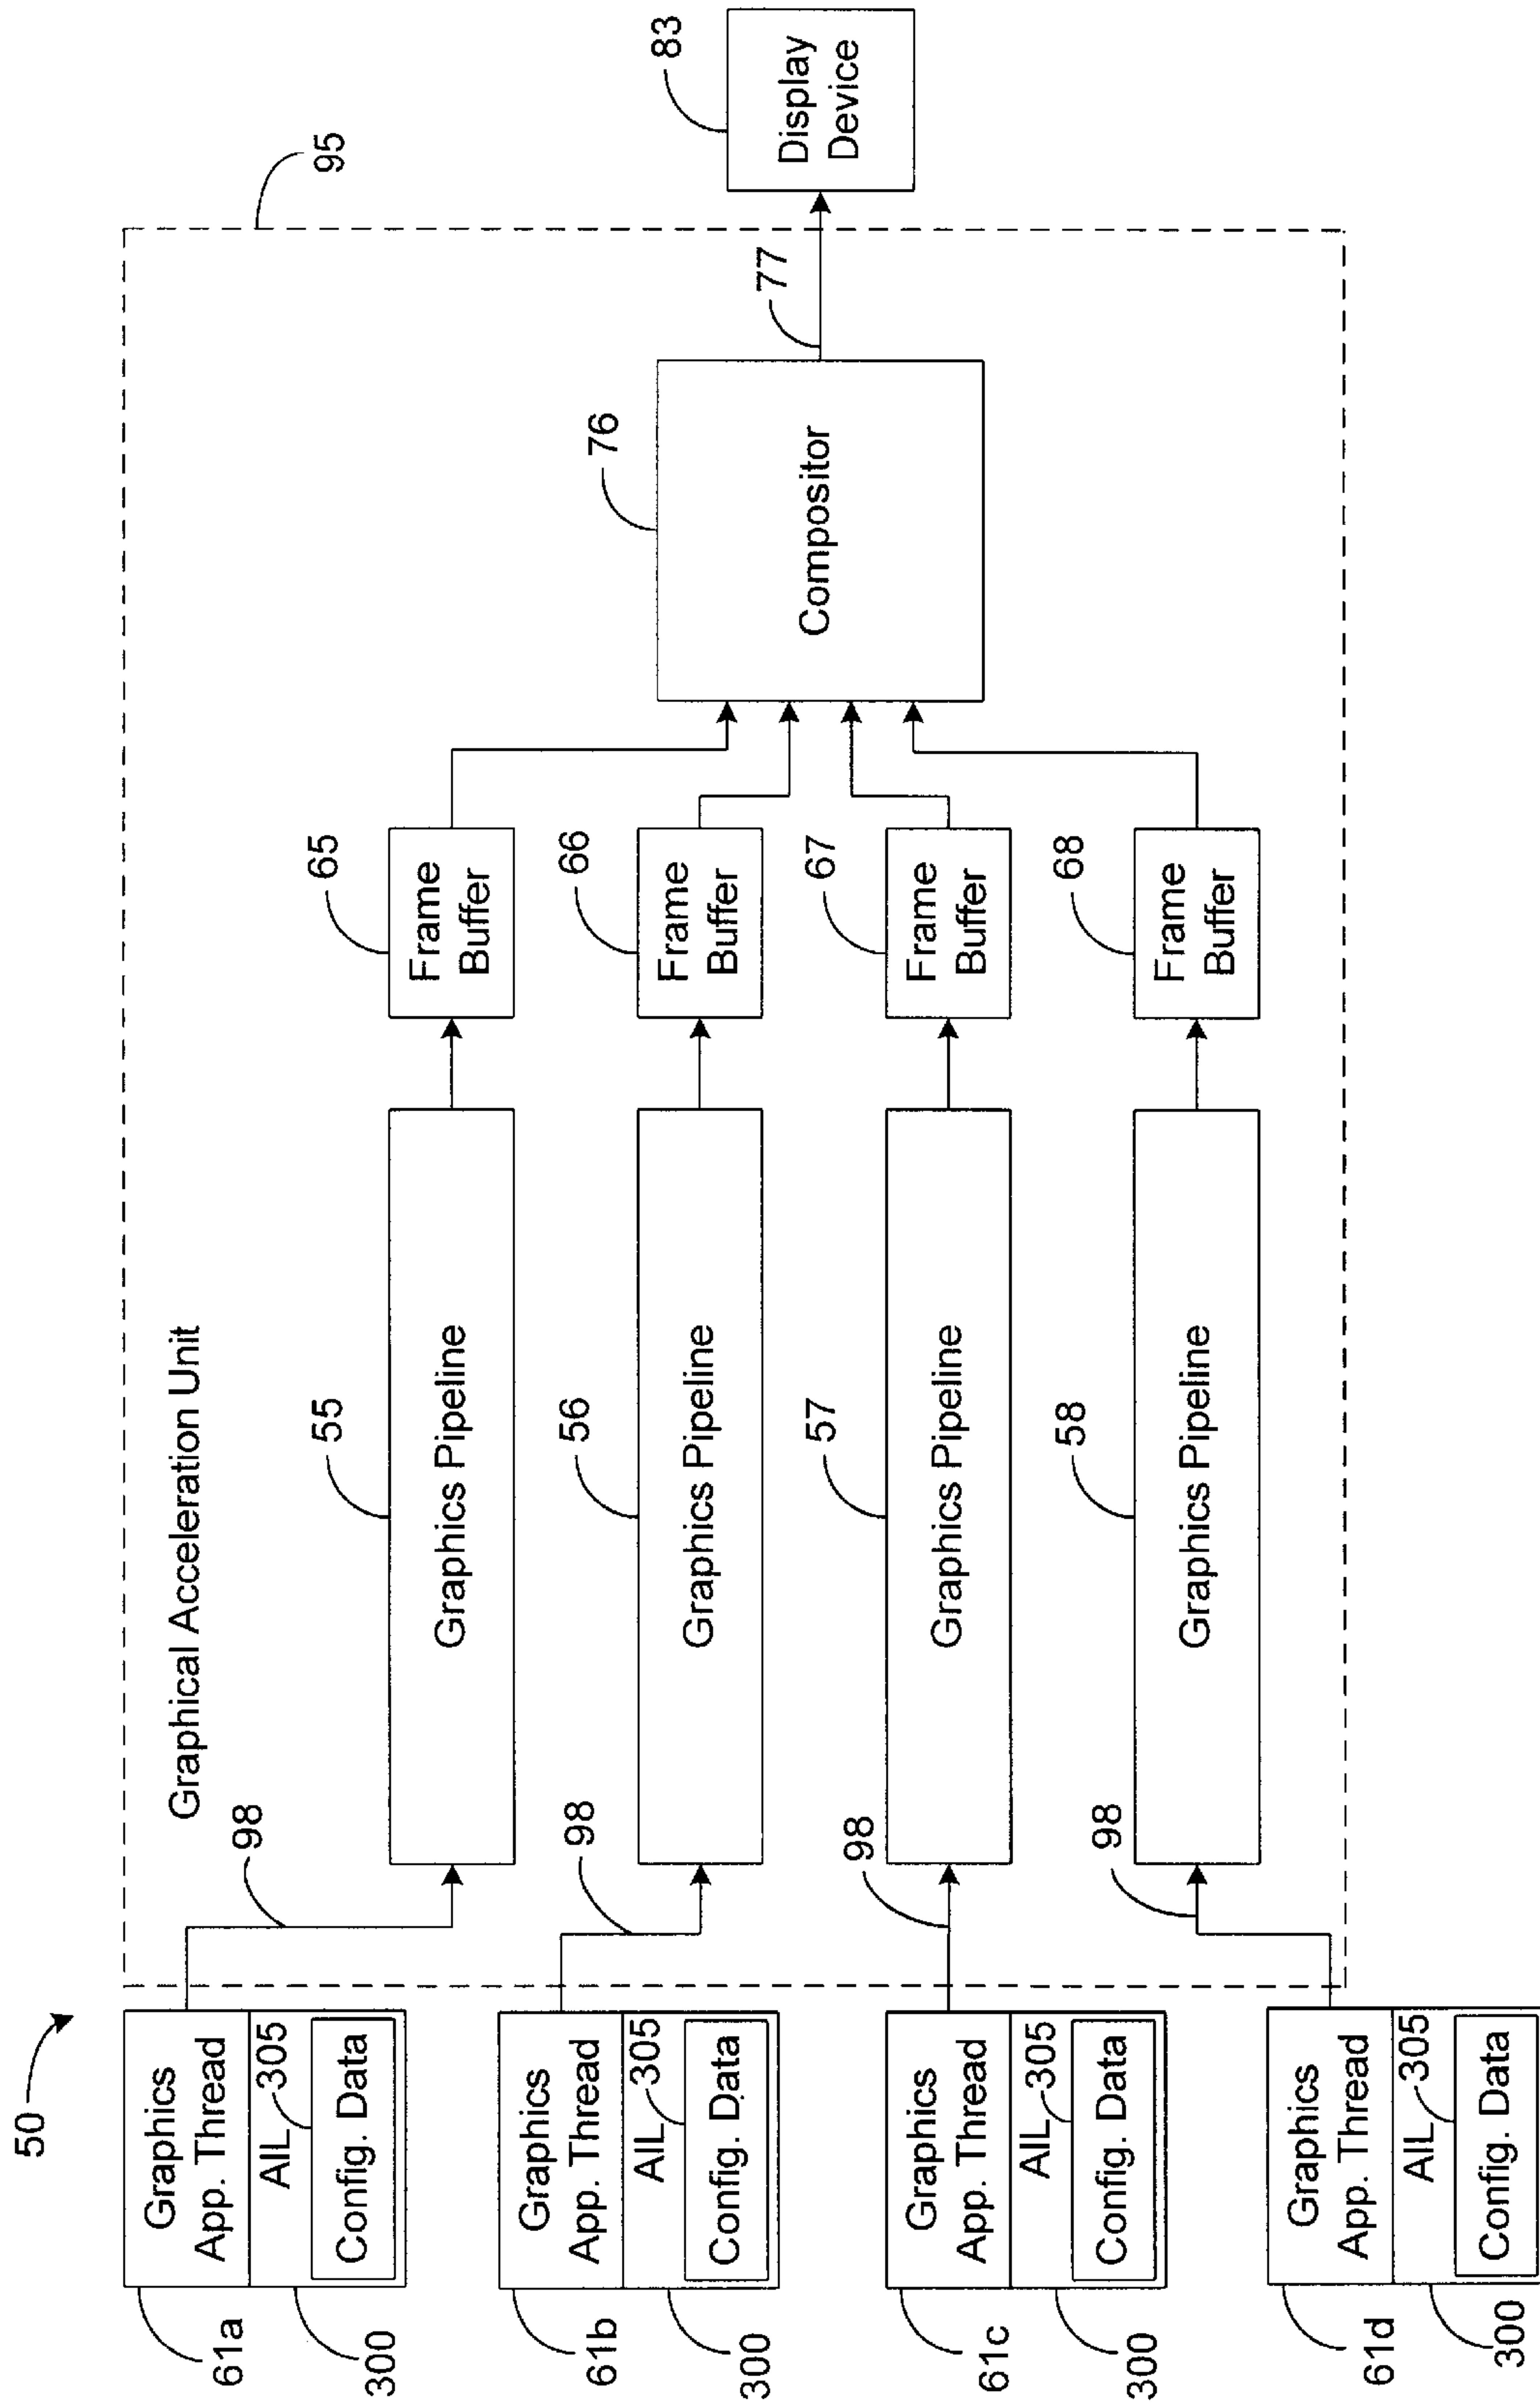 50
61a
Graphics
App. Thread
AIL
305
Config. Data
300
61b
Graphics
App. Thread
AIL
305
Config. Data
300
61c
Graphics
App. Thread
AIL
305
Config. Data
300
61d
Graphics
App. Thread
AIL
305
Config. Data
300
Graphical Acceleration Unit
95
98
98
98
98
55
Graphics Pipeline
56
Graphics Pipeline
57
Graphics Pipeline
58
Graphics Pipeline
65
Frame
Buffer
66
Frame
Buffer
67
Frame
Buffer
68
Frame
Buffer
76
Compositor
77
83
Display
Device